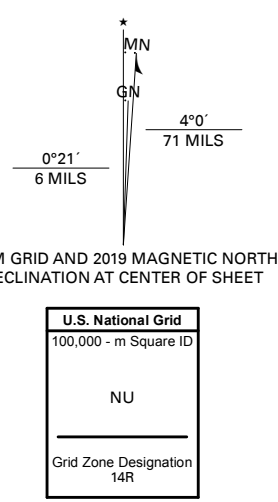 ★
MN
GN
4°0´
71 MILS
0°21´
6 MILS
M GRID AND 2019 MAGNETIC NORTH
ECLINATION AT CENTER OF SHEET
U.S. National Grid
100,000 - m Square ID
NU
Grid Zone Designation
14R